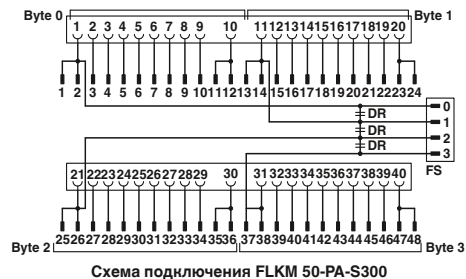 Byte 0 Byte 1
1 2 3 4 5 6 7 8 9 10 11 12 13 14 15 16 17 18 19 20
1 2 3 4 5 6 7 8 9 10 11 12 13 14 15 16 17 18 19 20 21 22 23 24
0
DR
1
DR
2
DR
3
FS
21 22 23 24 25 26 27 28 29 30 31 32 33 34 35 36 37 38 39 40
25 26 27 28 29 30 31 32 33 34 35 36 37 38 39 40 41 42 43 44 45 46 47 48
Byte 2 Byte 3
Схема подключения FLKM 50-PA-S300